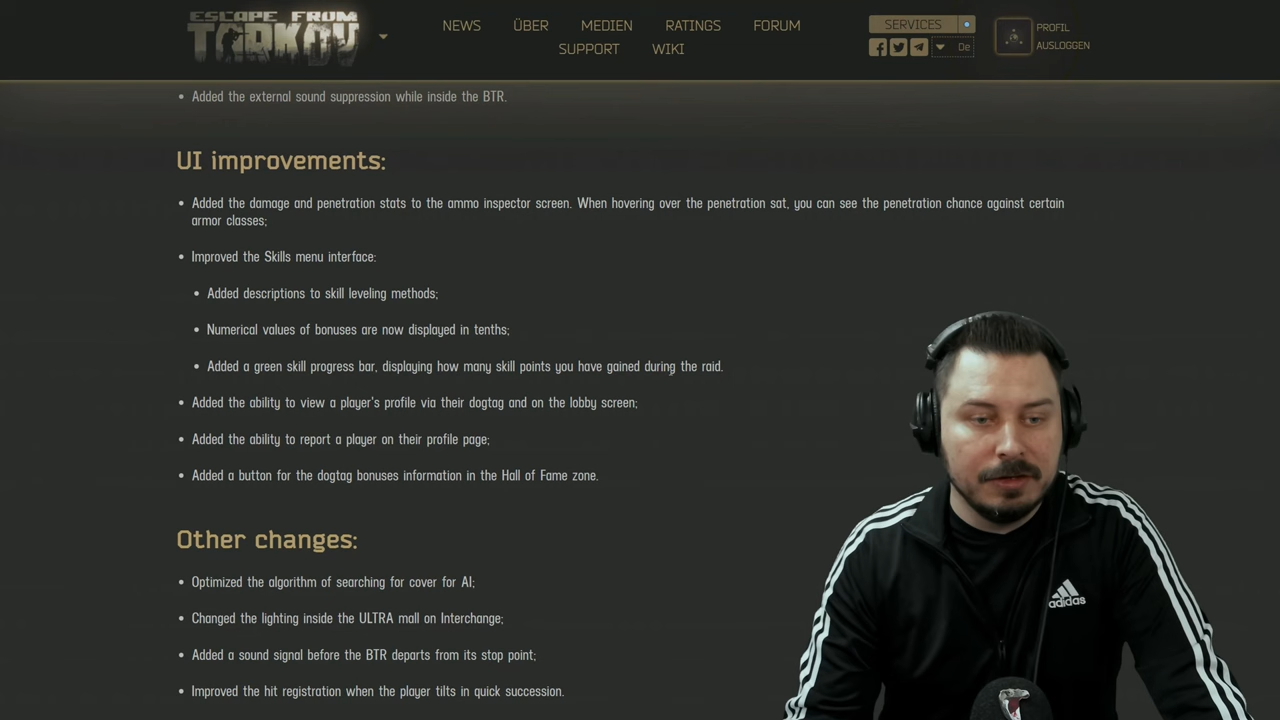 ESCAPE FROM
TARKOV
NEWS ÜBER MEDIEN RATINGS FORUM
SUPPORT WIKI
SERVICES
De
PROFIL
AUSLOGGEN
• Added the external sound suppression while inside the BTR.
UI improvements:
• Added the damage and penetration stats to the ammo inspector screen. When hovering over the penetration sat, you can see the penetration chance against certain
armor classes;
• Improved the Skills menu interface:
• Added descriptions to skill leveling methods;
• Numerical values of bonuses are now displayed in tenths;
• Added a green skill progress bar, displaying how many skill points you have gained during the raid.
• Added the ability to view a player's profile via their dogtag and on the lobby screen;
• Added the ability to report a player on their profile page;
• Added a button for the dogtag bonuses information in the Hall of Fame zone.
Other changes:
• Optimized the algorithm of searching for cover for AI;
• Changed the lighting inside the ULTRA mall on Interchange;
• Added a sound signal before the BTR departs from its stop point;
• Improved the hit registration when the player tilts in quick succession.
adidas